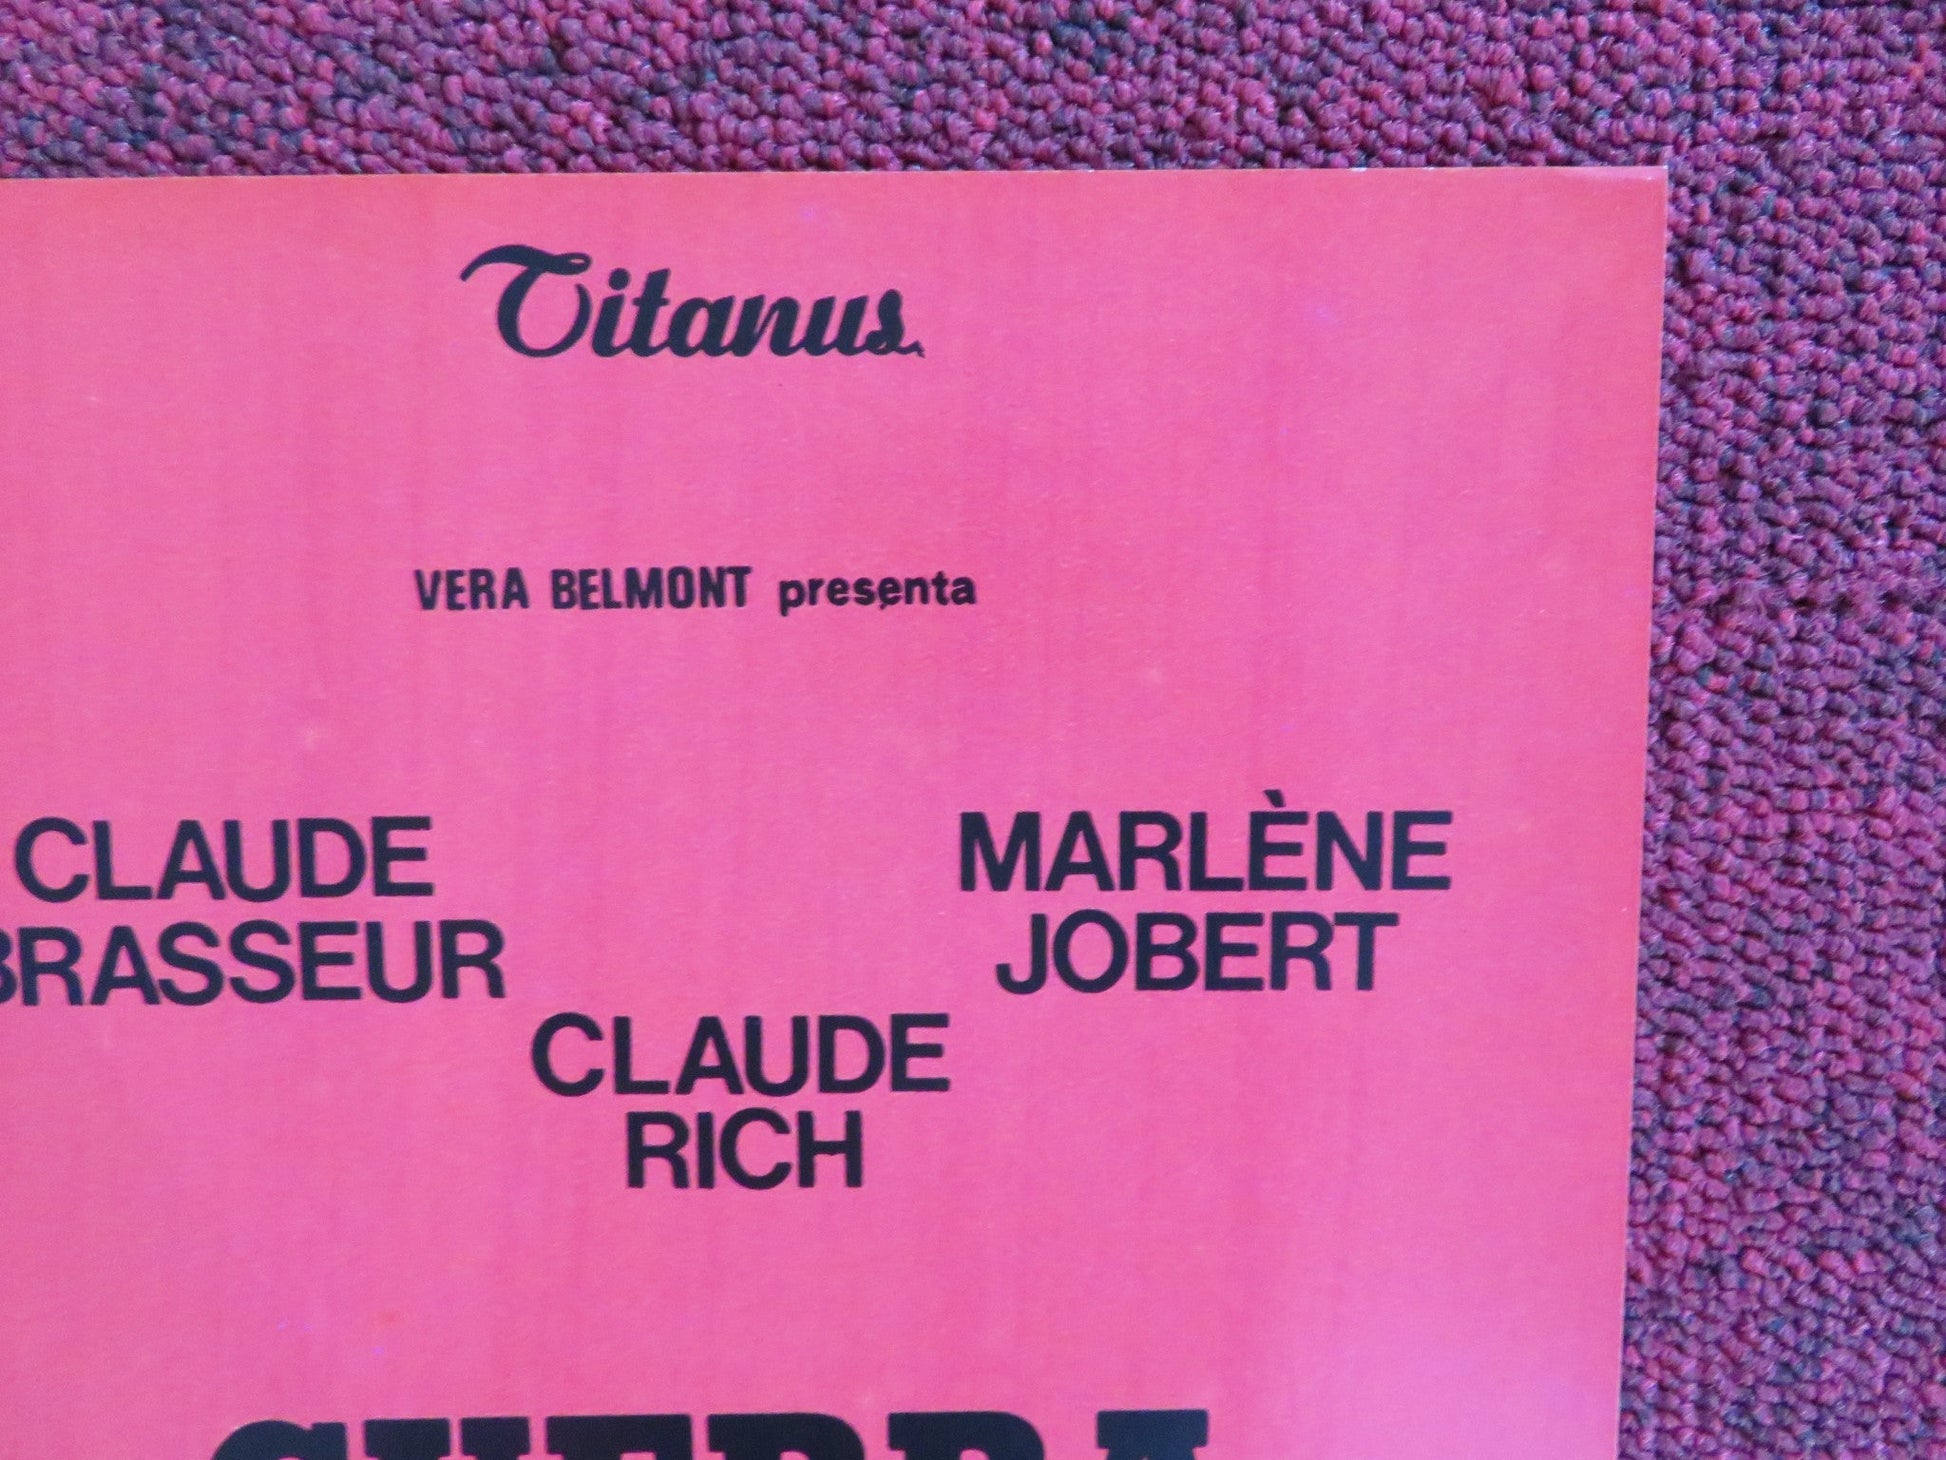 Titanus
VERA BELMONT presenta
CLAUDE
BRASSEUR
MARLÈNE
JOBERT
CLAUDE
RICH